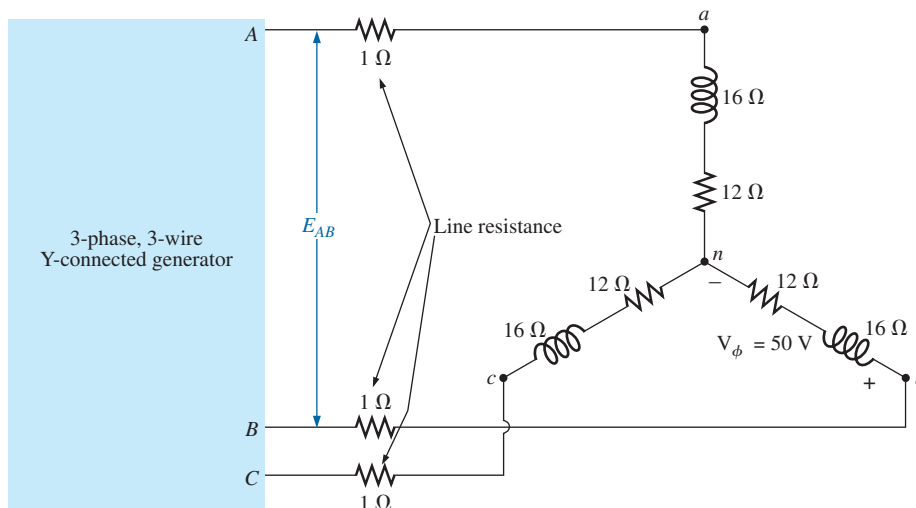 a
A
1 Ω
16 Ω
12 Ω
E_AB
Line resistance
3-phase, 3-wire
Y-connected generator
n
12 Ω
–
12 Ω
16 Ω
16 Ω
V_ϕ = 50 V
c
+
1 Ω
B
C
1 Ω